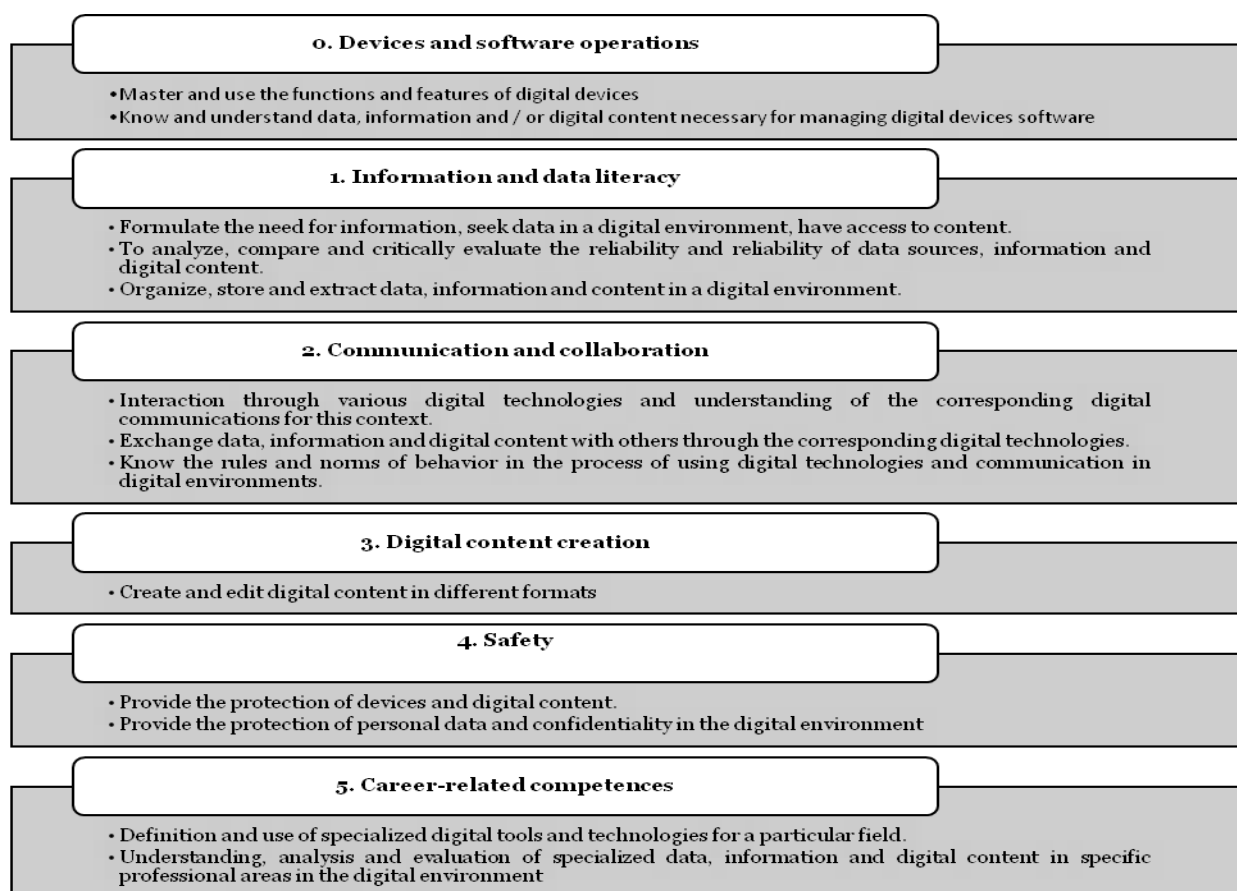 0. Devices and software operations
•Master and use the functions and features of digital devices
•Know and understand data, information and / or digital content necessary for managing digital devices software
1. Information and data literacy
• Formulate the need for information, seek data in a digital environment, have access to content.
• To analyze, compare and critically evaluate the reliability and reliability of data sources, information and
digital content.
• Organize, store and extract data, information and content in a digital environment.
2. Communication and collaboration
• Interaction through various digital technologies and understanding of the corresponding digital
communications for this context.
• Exchange data, information and digital content with others through the corresponding digital technologies.
• Know the rules and norms of behavior in the process of using digital technologies and communication in
digital environments.
3. Digital content creation
• Create and edit digital content in different formats
4. Safety
• Provide the protection of devices and digital content.
• Provide the protection of personal data and confidentiality in the digital environment
5. Career-related competences
• Definition and use of specialized digital tools and technologies for a particular field.
• Understanding, analysis and evaluation of specialized data, information and digital content in specific
professional areas in the digital environment